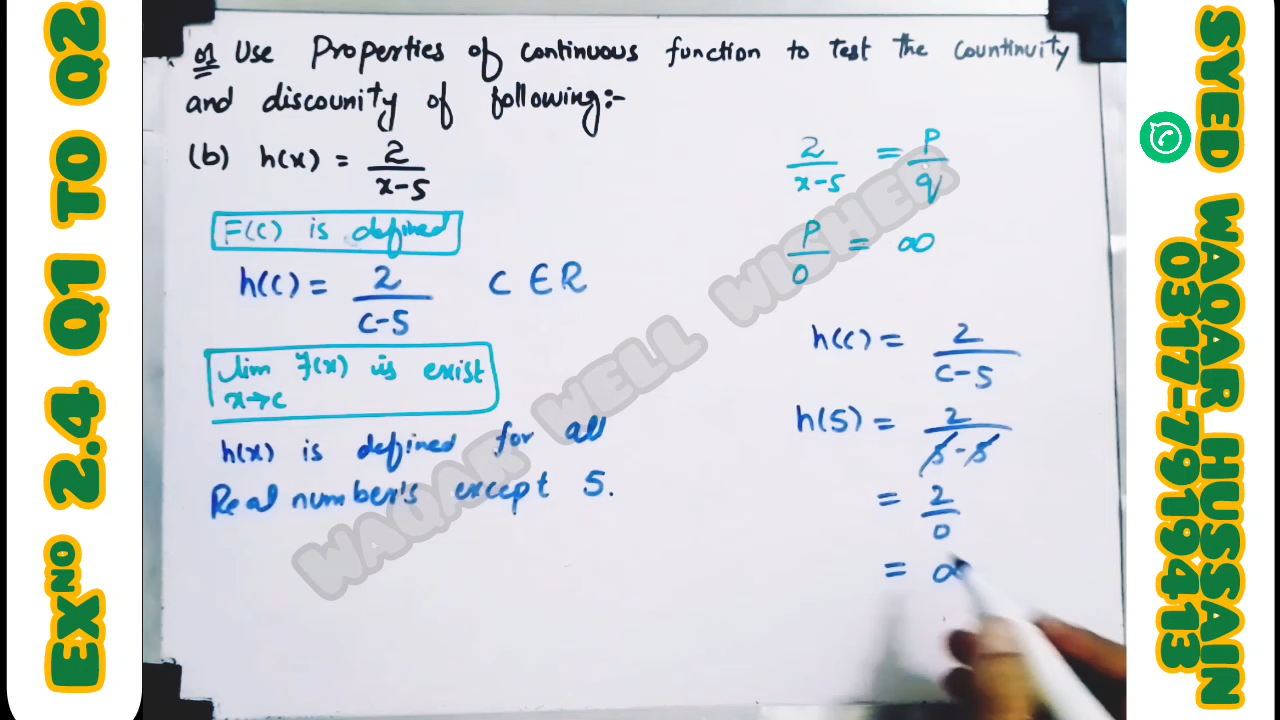 EXNO 2.4 Q1 TO Q2
Q1 Use Properties of continuous function to test the Countinuity
and discounity of following:-
(b) h(x) = 2/(x-5)
F(c) is defined
h(c) = 2/(c-5) C ∈ R
lim f(x) is exist
x→c
h(x) is defined for all
Real number's except 5.
2/(x-5) = P/q
P/0 = ∞
h(c) = 2/(c-5)
h(5) = 2/(5-5)
= 2/0
= ∞
WAQAR WELL WISHER
SYED WAQAR HUSSAIN
0317-7919413